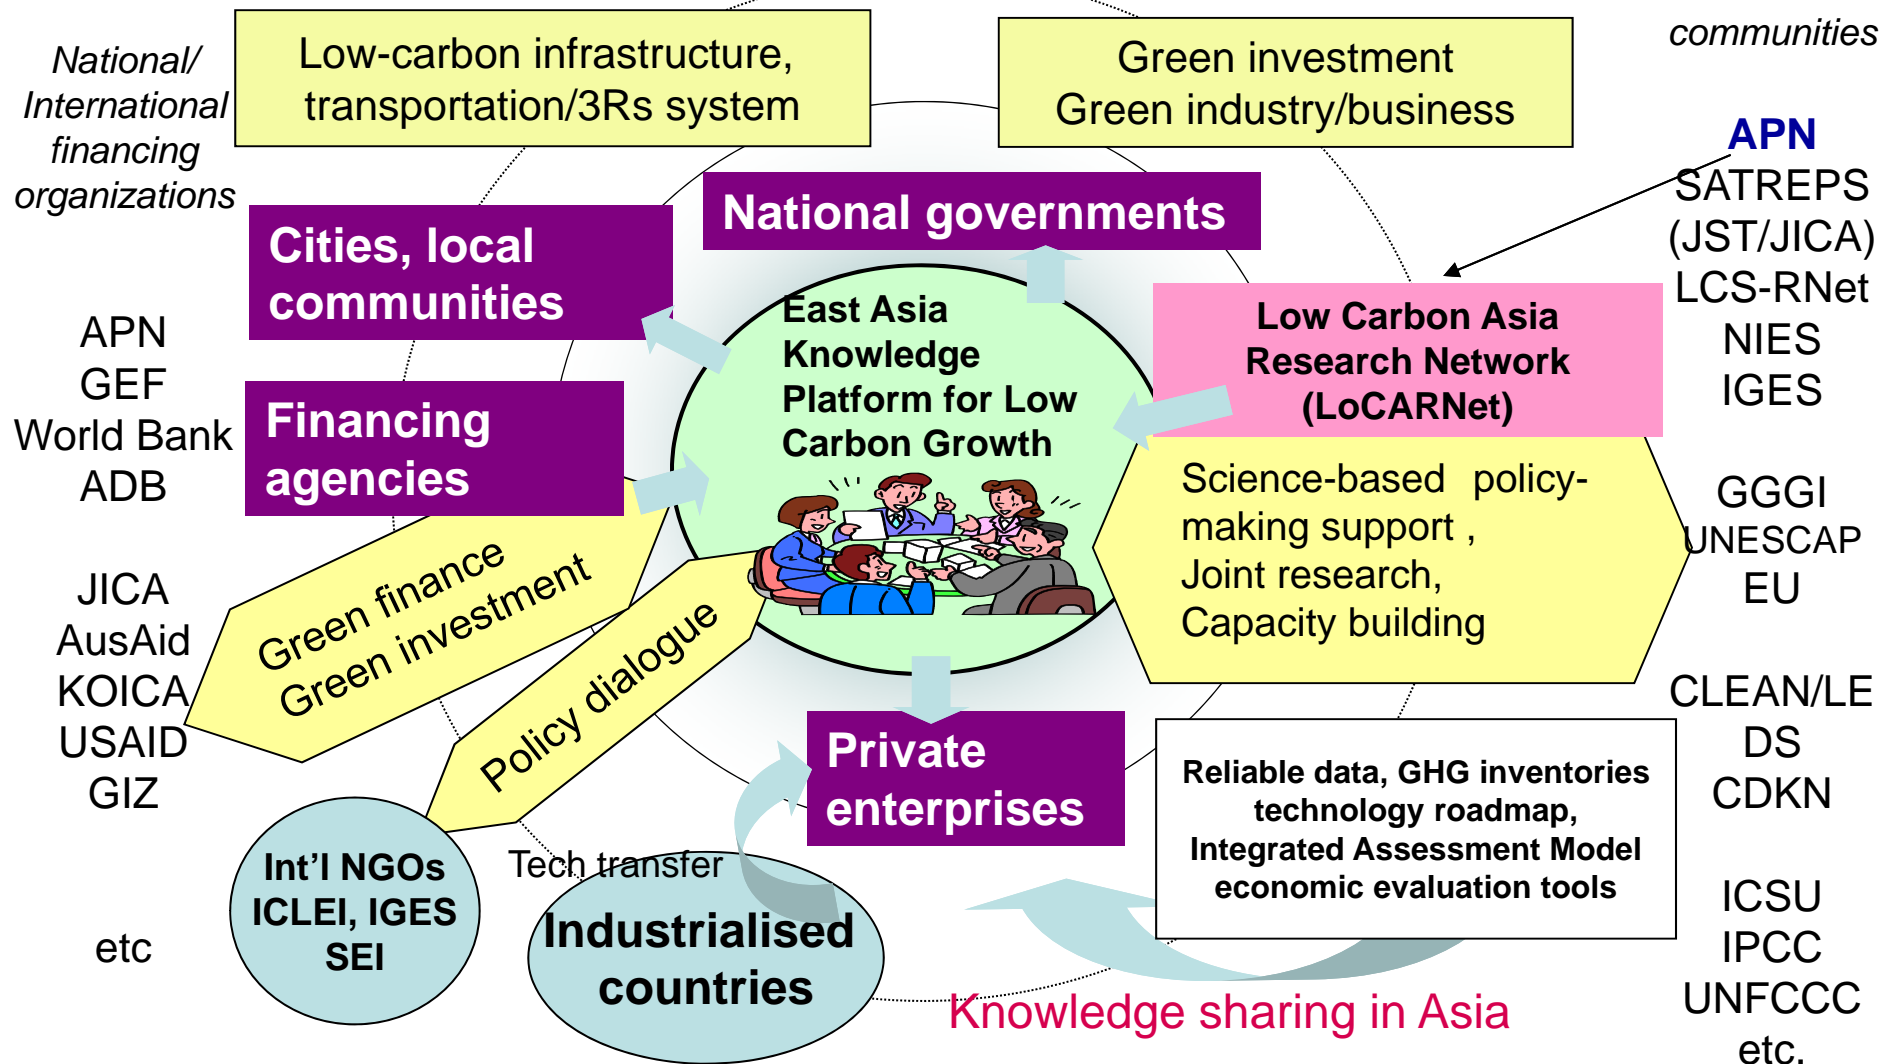 National/
International
financing
organizations
Low-carbon infrastructure,
transportation/3Rs system
Green investment
Green industry/business
communities
APN
SATREPS
(JST/JICA)
LCS-RNet
NIES
IGES
GGGI
UNESCAP
EU
CLEAN/LE
DS
CDKN
ICSU
IPCC
UNFCCC
etc.
National governments
Cities, local
communities
Financing
agencies
East Asia
Knowledge
Platform for Low
Carbon Growth
Low Carbon Asia
Research Network
(LoCARNet)
Science-based policy-
making support ,
Joint research,
Capacity building
APN
GEF
World Bank
ADB
JICA
AusAid
KOICA
USAID
GIZ
etc
Green finance
Green investment
Policy dialogue
Private
enterprises
Reliable data, GHG inventories
technology roadmap,
Integrated Assessment Model
economic evaluation tools
Int'l NGOs
ICLEI, IGES
SEI
Tech transfer
Industrialised
countries
Knowledge sharing in Asia